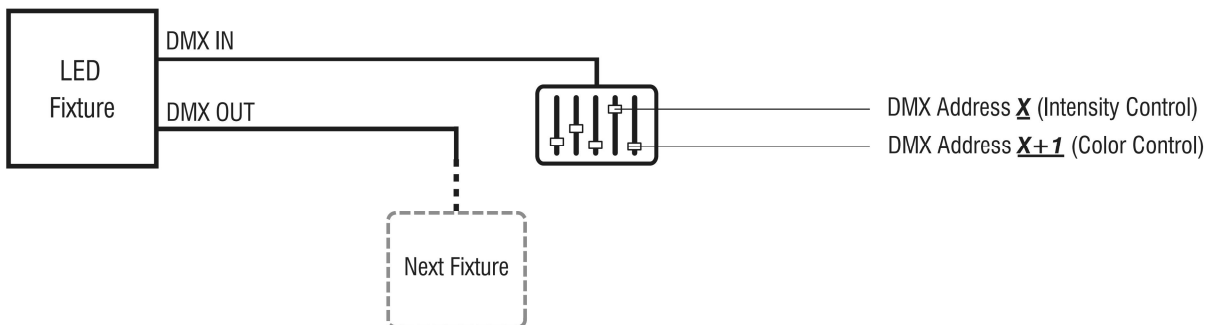 DMX IN
LED
Fixture
DMX OUT
DMX Address X (Intensity Control)
DMX Address X+1 (Color Control)
Next Fixture